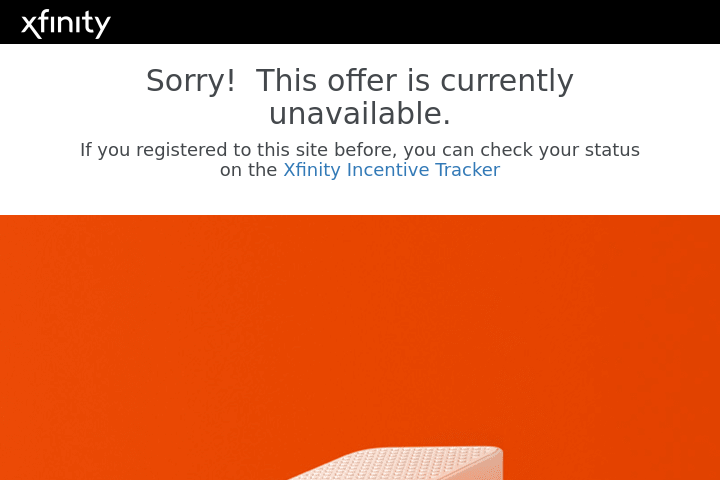 xfinity
Sorry!  This offer is currently
unavailable.
If you registered to this site before, you can check your status
on the Xfinity Incentive Tracker